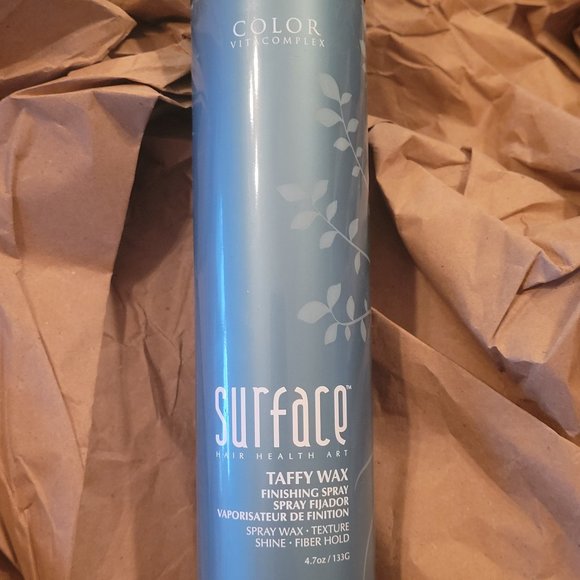 COLOR
VITACOMPLEX
surface™
HAIR HEALTH ART
TAFFY WAX
FINISHING SPRAY
SPRAY FIJADOR
VAPORISATEUR DE FINITION
SPRAY WAX · TEXTURE
SHINE · FIBER HOLD
4.7oz / 133G